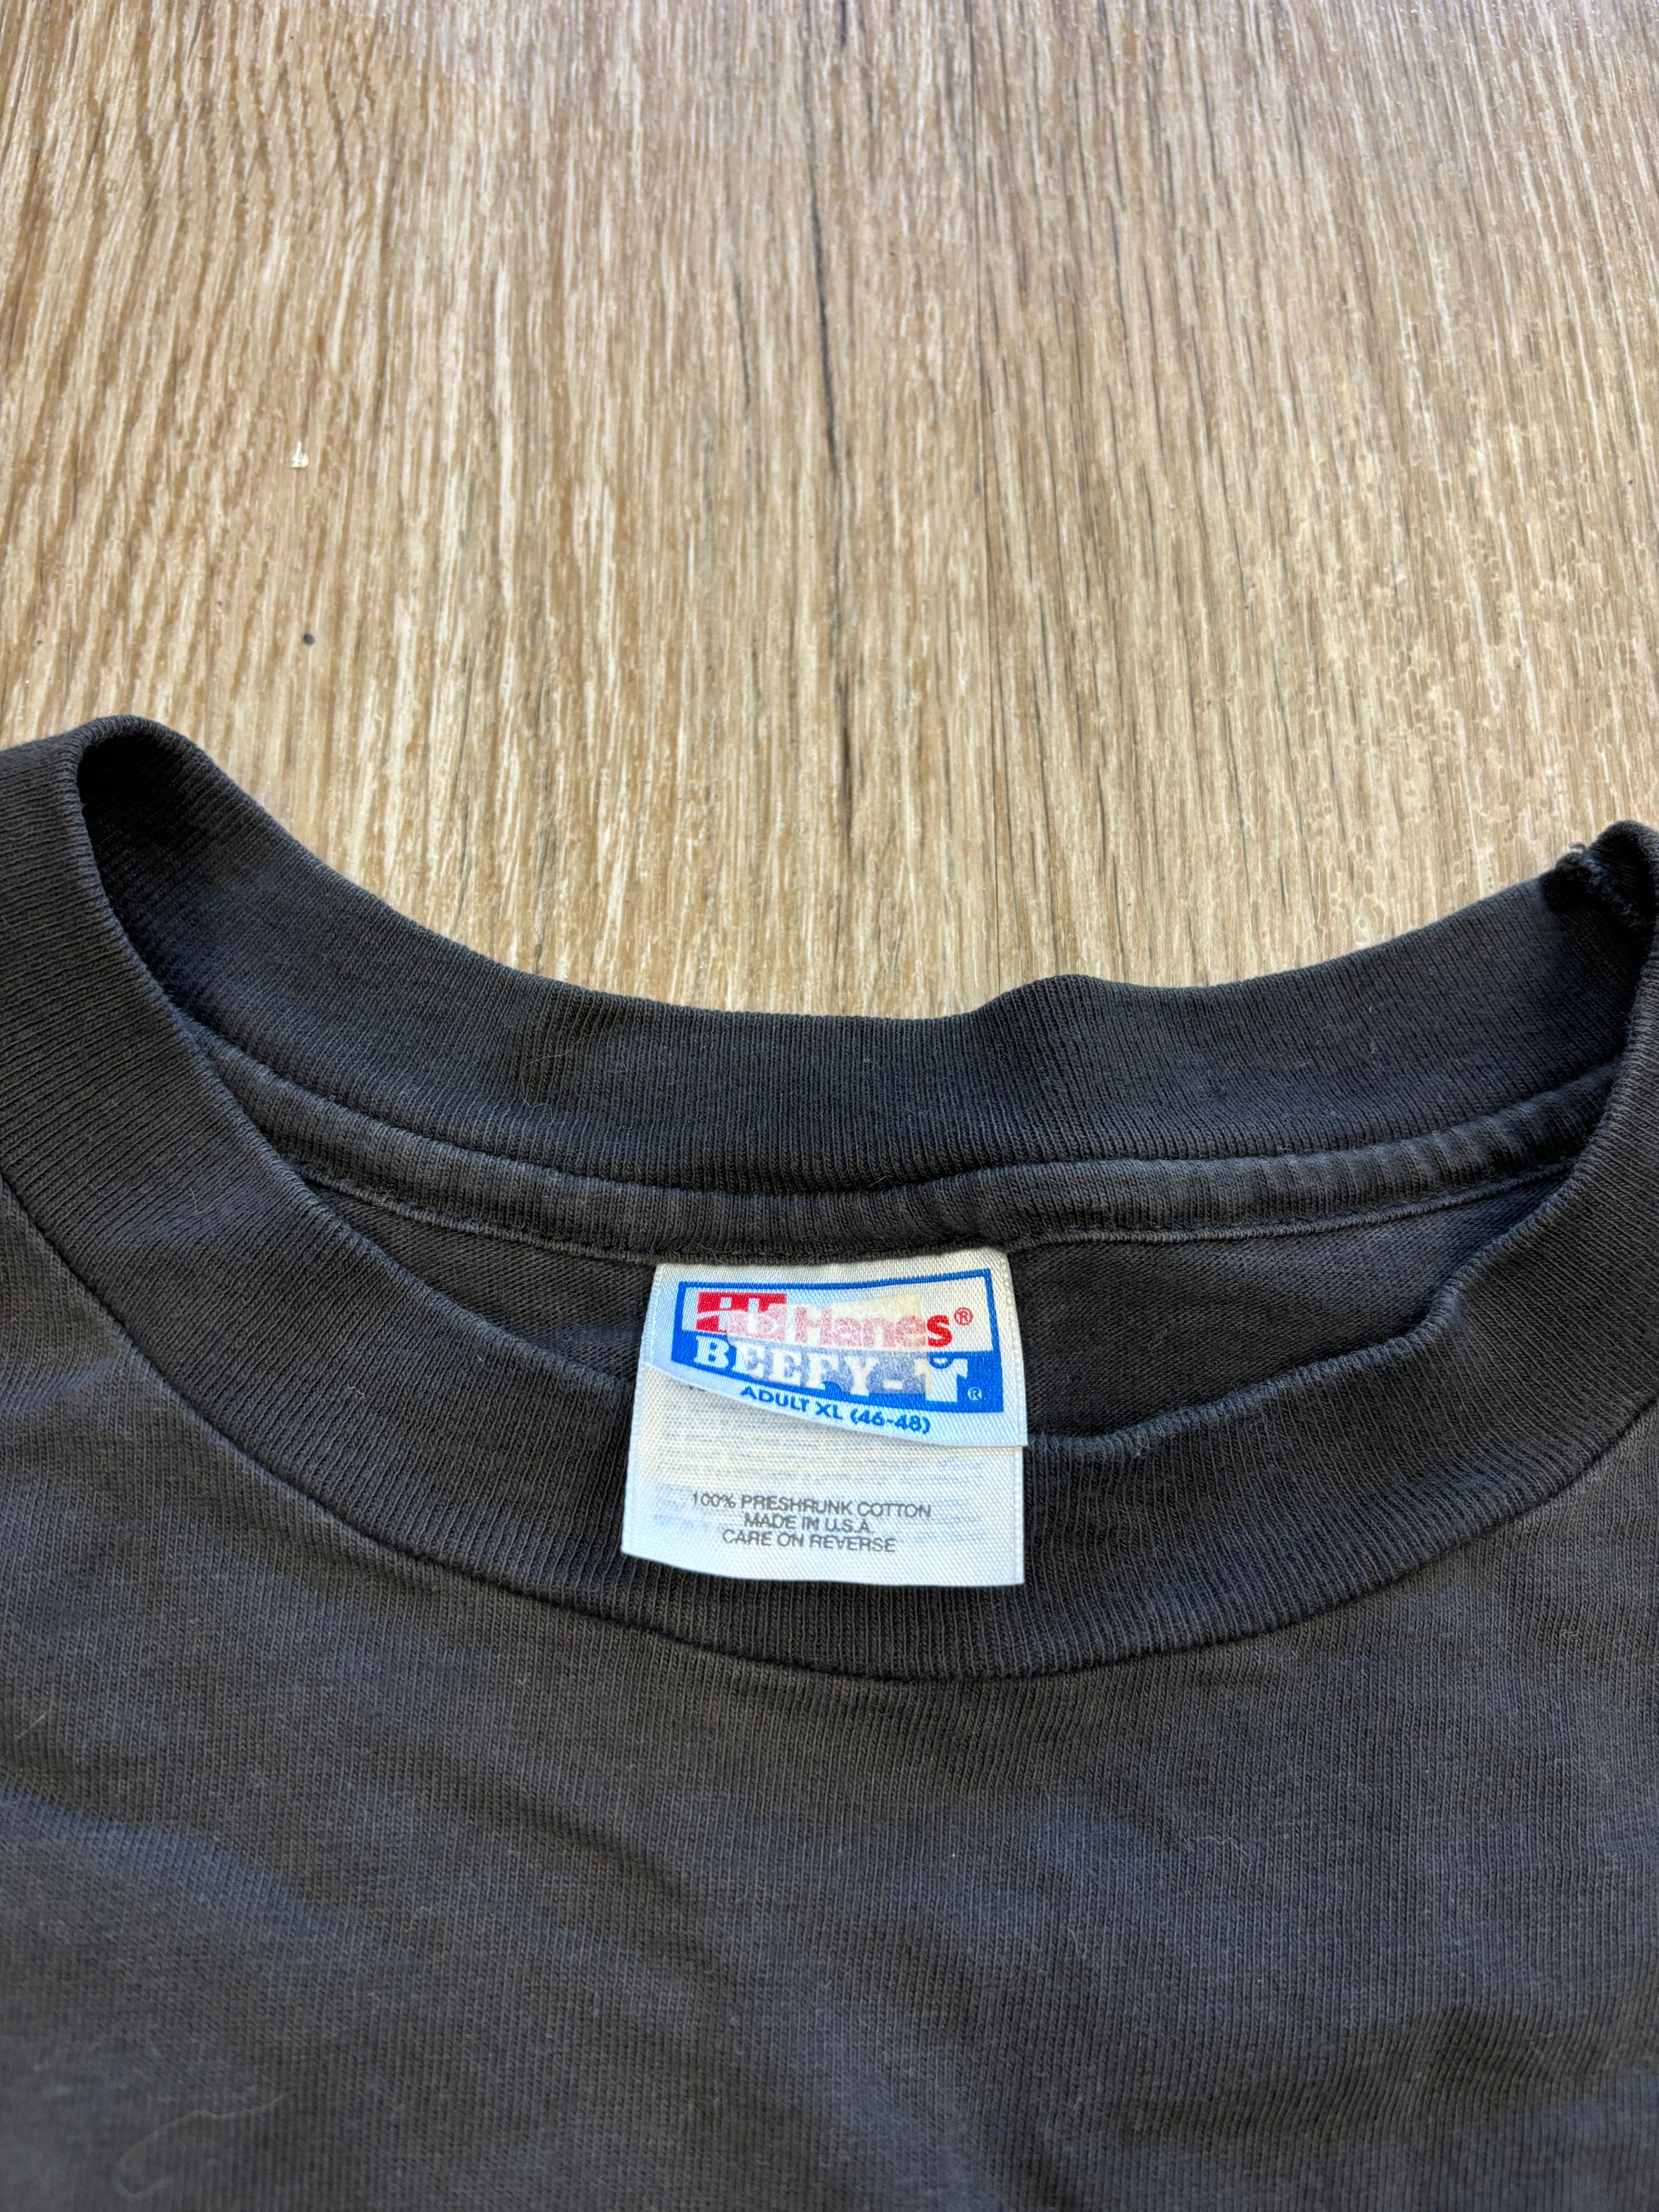 Hanes®
BEEFY-T®
ADULT XL (46-48)
100% PRESHRUNK COTTON
MADE IN U.S.A.
CARE ON REVERSE